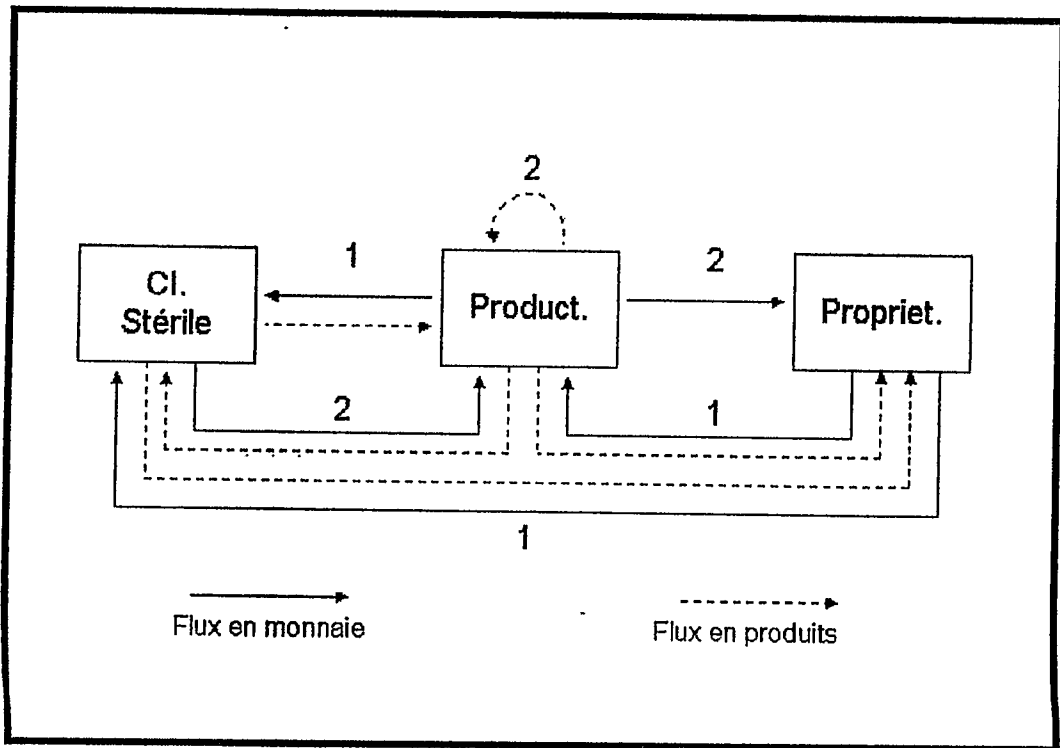 2
1
2
Cl.
Stérile
Product.
Propriet.
2
1
1
Flux en monnaie
Flux en produits